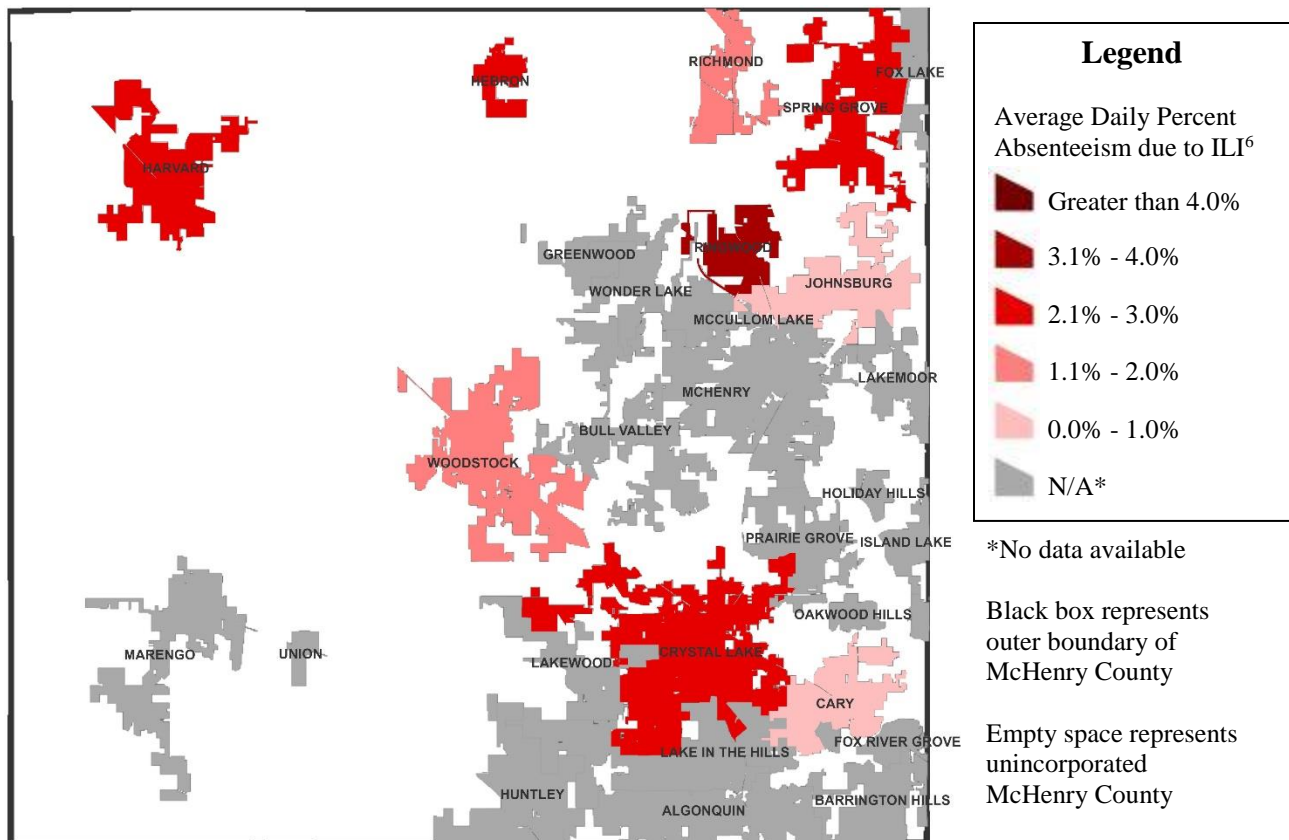 HEBRON
RICHMOND
FOX LAKE
SPRING GROVE
HARVARD
RINGWOOD
GREENWOOD
JOHNSBURG
WONDER LAKE
MCCULLOM LAKE
LAKEMOOR
MCHENRY
BULL VALLEY
WOODSTOCK
HOLIDAY HILLS
PRAIRIE GROVE
ISLAND LAKE
OAKWOOD HILLS
MARENGO
UNION
LAKEWOOD
CRYSTAL LAKE
CARY
FOX RIVER GROVE
LAKE IN THE HILLS
HUNTLEY
ALGONQUIN
BARRINGTON HILLS
Legend
Average Daily Percent
Absenteeism due to ILI⁶
Greater than 4.0%
3.1% - 4.0%
2.1% - 3.0%
1.1% - 2.0%
0.0% - 1.0%
N/A*
*No data available
Black box represents
outer boundary of
McHenry County
Empty space represents
unincorporated
McHenry County